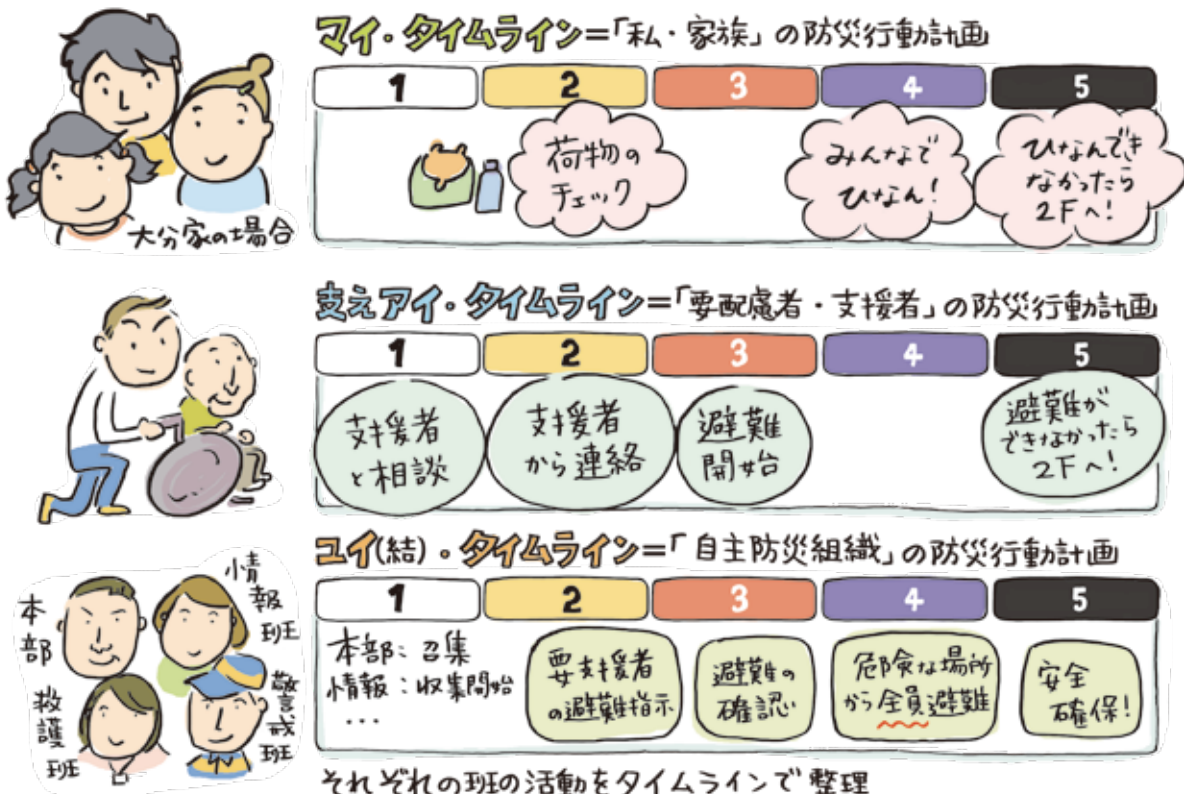 マイ・タイムライン=「私・家族」の防災行動計画
1 2 3 4 5
荷物の
チェック
みんなで
ひなん!
ひなんでき
なかったら
2Fへ!
大分家の場合
支えアイ・タイムライン=「要配慮者・支援者」の防災行動計画
1 2 3 4 5
支援者
と相談
支援者
から連絡
避難
開始
避難が
できなかったら
2Fへ!
ユイ(結)・タイムライン=「自主防災組織」の防災行動計画
本部
情報班
救護班
警戒班
1 2 3 4 5
本部:召集
情報:収集開始
...
要支援者
の避難指示
避難の
確認
危険な場所
から全員避難
安全
確保!
それぞれの班の活動をタイムラインで整理